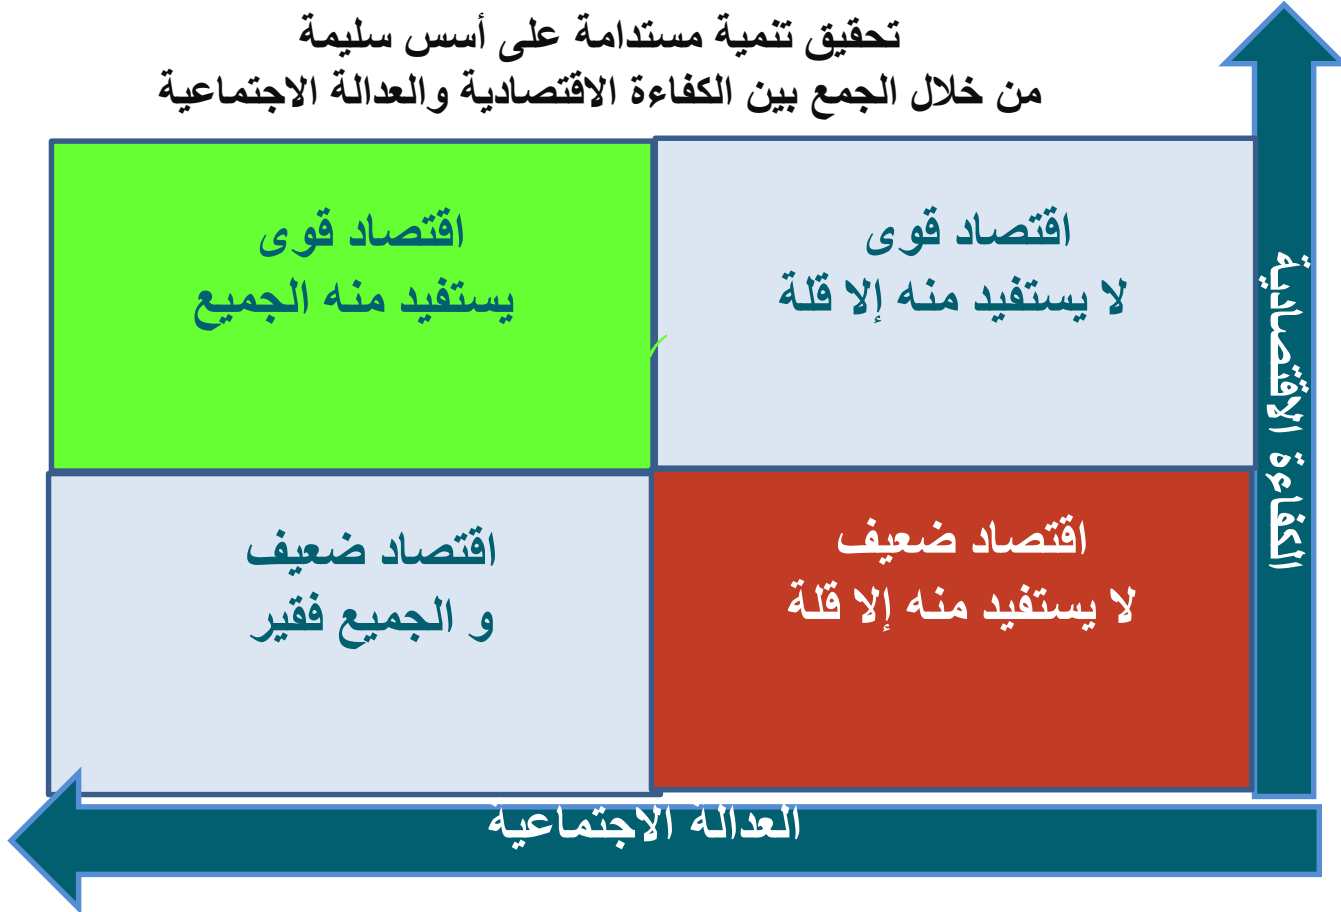 تحقيق تنمية مستدامة على أسس سليمة
من خلال الجمع بين الكفاءة الاقتصادية والعدالة الاجتماعية
اقتصاد قوى
لا يستفيد منه إلا قلة
اقتصاد قوى
يستفيد منه الجميع
اقتصاد ضعيف
لا يستفيد منه إلا قلة
اقتصاد ضعيف
و الجميع فقير
الكفاءة الاقتصادية
العدالة الاجتماعية